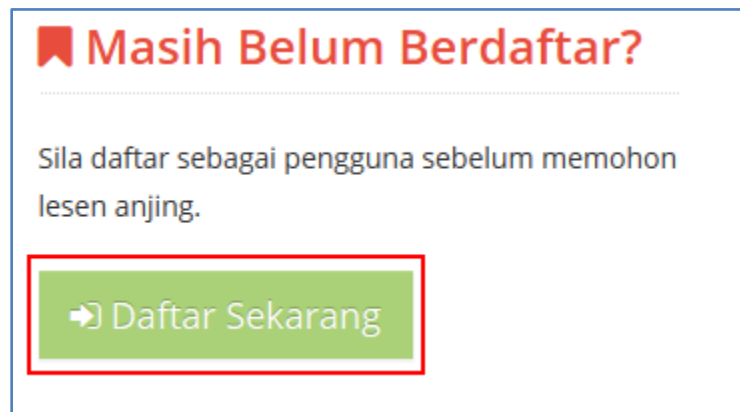 Masih Belum Berdaftar?
Sila daftar sebagai pengguna sebelum memohon
lesen anjing.
Daftar Sekarang